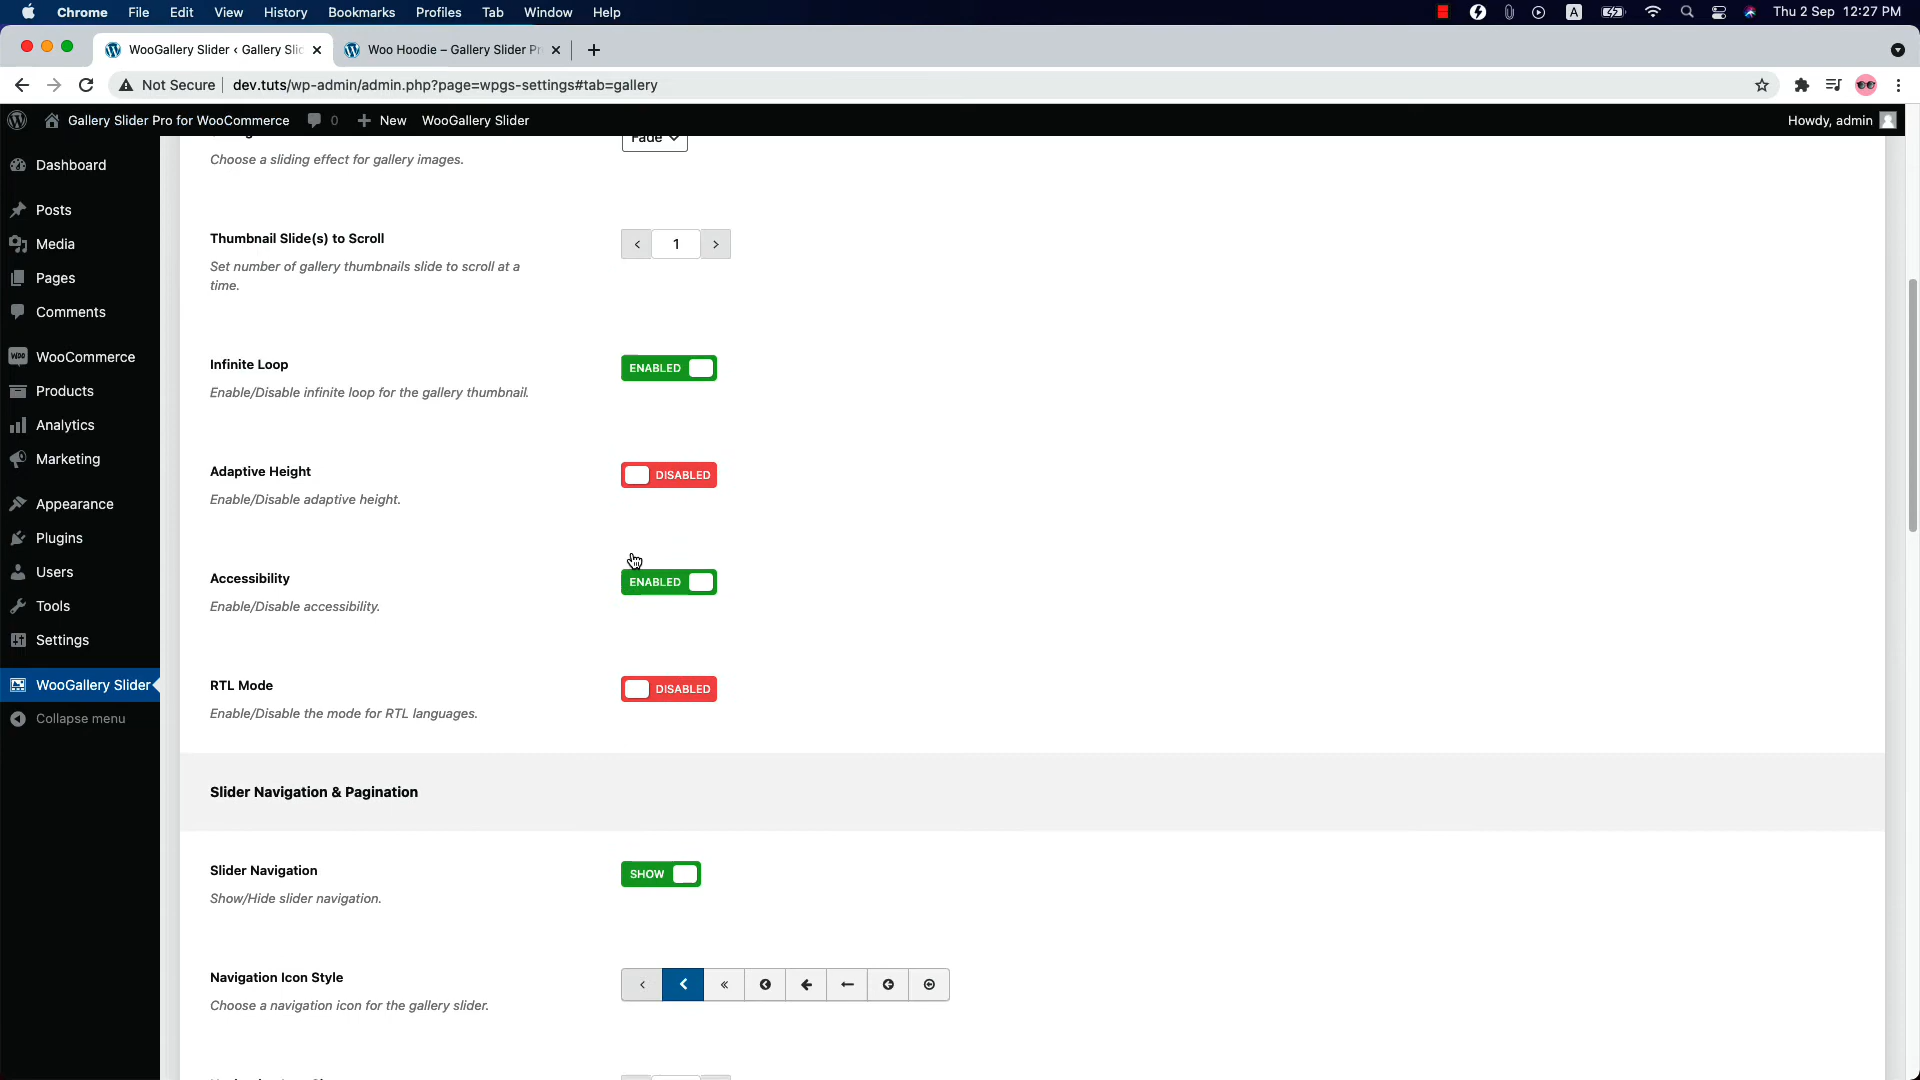 Chrome File Edit View History Bookmarks Profiles Tab Window Help
A Thu 2 Sep 12:27 PM
WooGallery Slider ‹ Gallery Slid
Woo Hoodie – Gallery Slider Pr
Not Secure dev.tuts/wp-admin/admin.php?page=wpgs-settings#tab=gallery
Gallery Slider Pro for WooCommerce 0 New WooGallery Slider Howdy, admin
Dashboard
Posts
Media
Pages
Comments
WooCommerce
Products
Analytics
Marketing
Appearance
Plugins
Users
Tools
Settings
WooGallery Slider
Collapse menu
Fade
Choose a sliding effect for gallery images.
Thumbnail Slide(s) to Scroll
1
Set number of gallery thumbnails slide to scroll at a
time.
Infinite Loop
ENABLED
Enable/Disable infinite loop for the gallery thumbnail.
Adaptive Height
DISABLED
Enable/Disable adaptive height.
Accessibility
ENABLED
Enable/Disable accessibility.
RTL Mode
DISABLED
Enable/Disable the mode for RTL languages.
Slider Navigation & Pagination
Slider Navigation
SHOW
Show/Hide slider navigation.
Navigation Icon Style
Choose a navigation icon for the gallery slider.